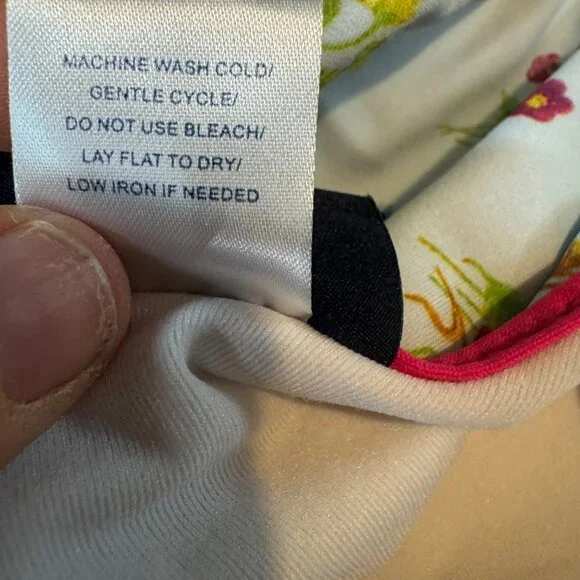 MACHINE WASH COLD/
GENTLE CYCLE/
DO NOT USE BLEACH/
LAY FLAT TO DRY/
LOW IRON IF NEEDED